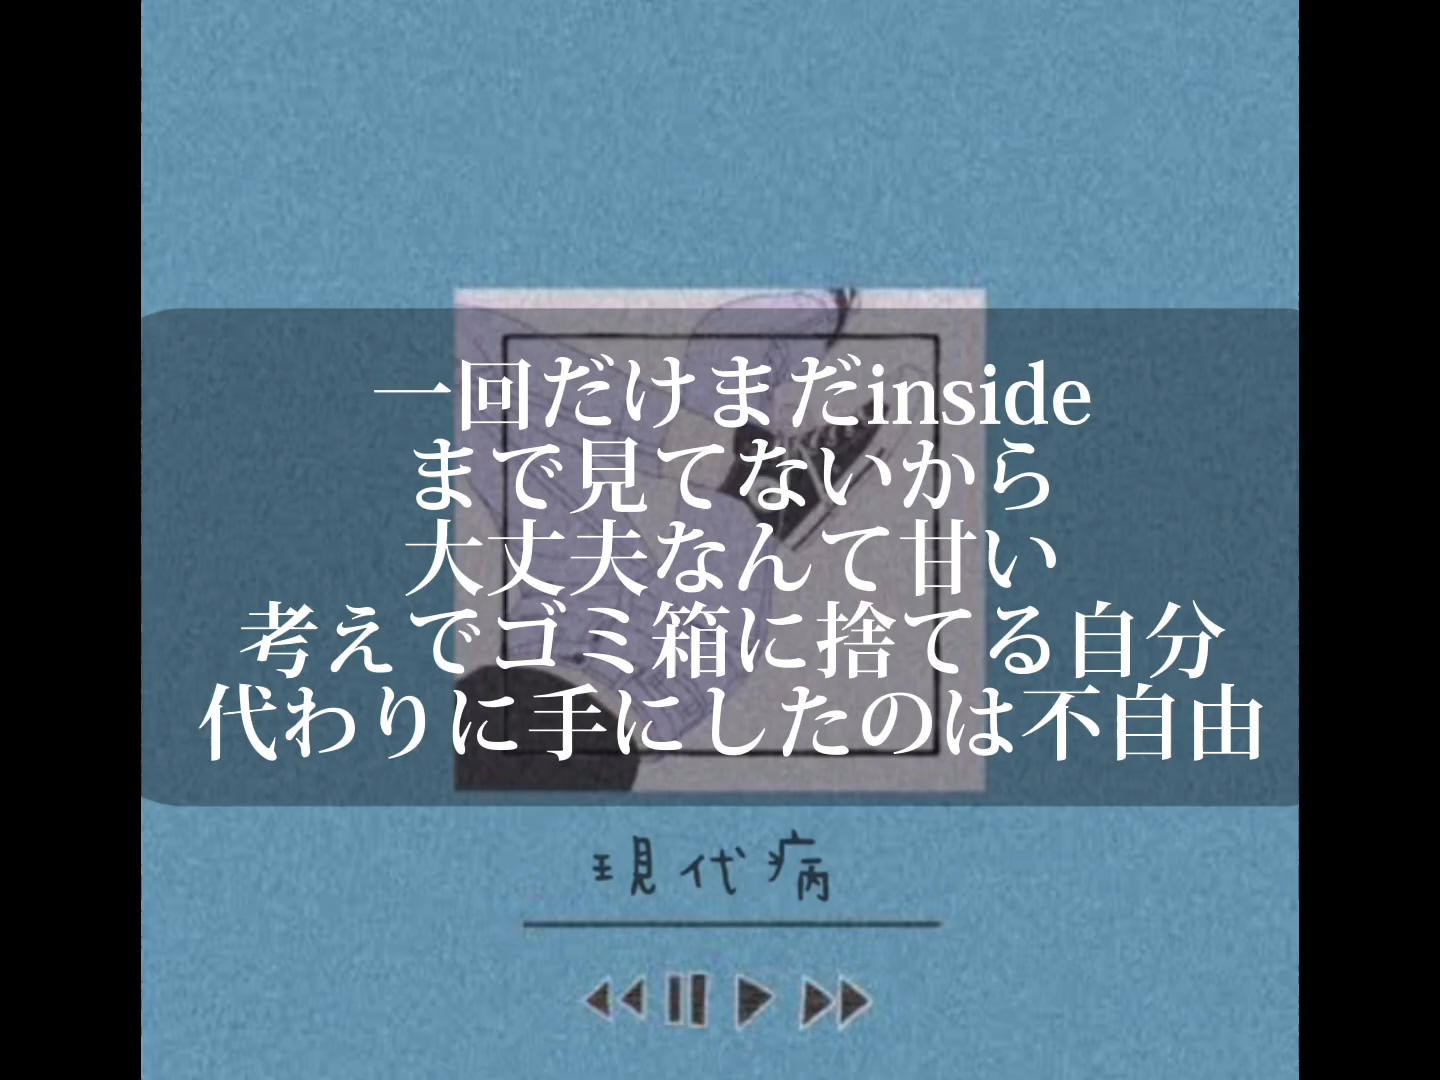 一回だけまだinside
まで見てないから
大丈夫なんて甘い
考えでゴミ箱に捨てる自分
代わりに手にしたのは不自由
現代病